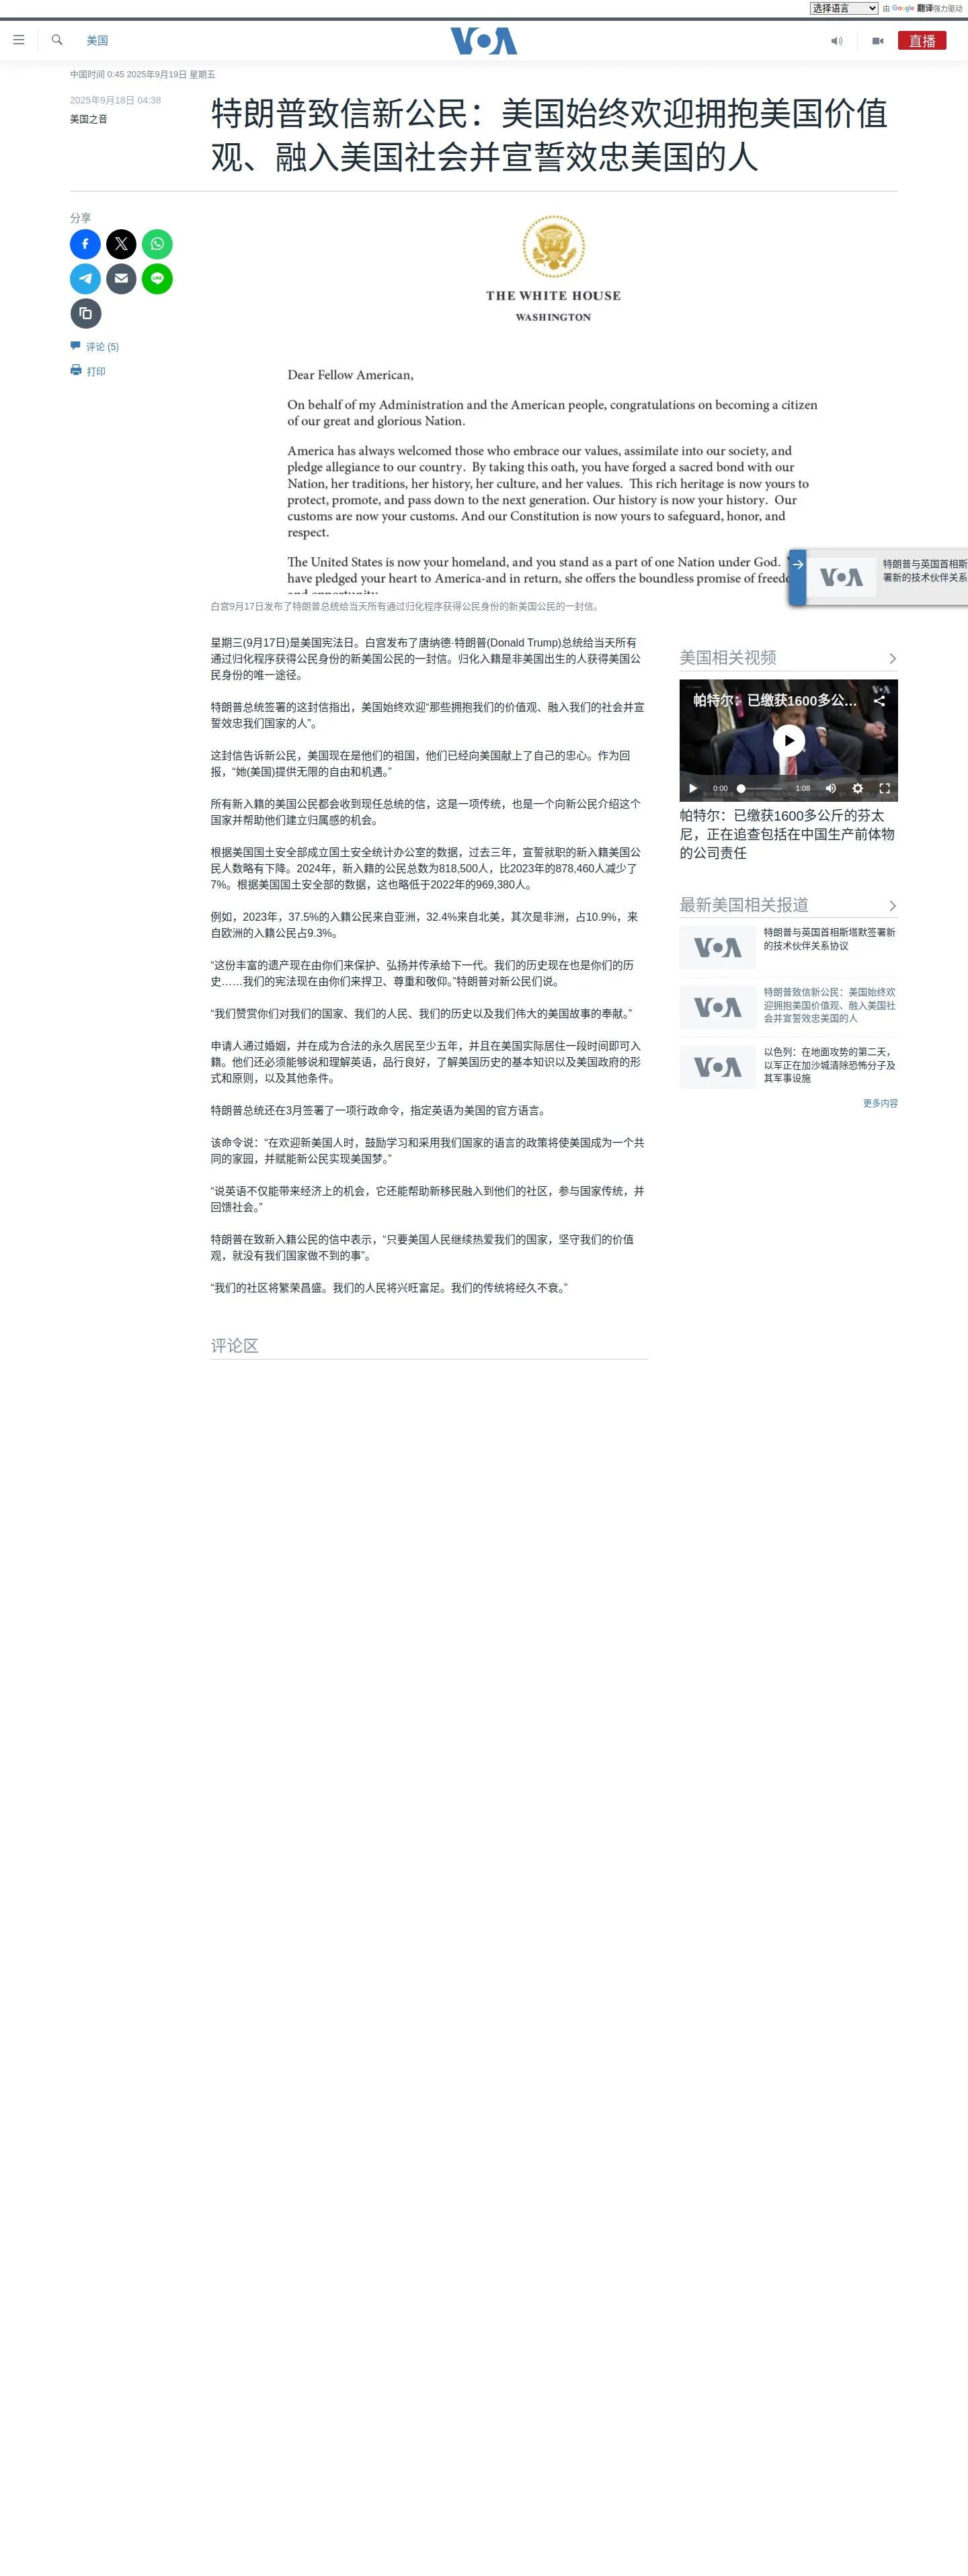 选择语言
由 Google 翻译强力驱动
美国
VOA
直播
中国时间 0:45 2025年9月19日 星期五
2025年9月18日 04:38
美国之音
特朗普致信新公民：美国始终欢迎拥抱美国价值
观、融入美国社会并宣誓效忠美国的人
分享
LINE
评论 (5)
打印
THE WHITE HOUSE
WASHINGTON
Dear Fellow American,
On behalf of my Administration and the American people, congratulations on becoming a citizen
of our great and glorious Nation.
America has always welcomed those who embrace our values, assimilate into our society, and
pledge allegiance to our country. By taking this oath, you have forged a sacred bond with our
Nation, her traditions, her history, her culture, and her values. This rich heritage is now yours to
protect, promote, and pass down to the next generation. Our history is now your history. Our
customs are now your customs. And our Constitution is now yours to safeguard, honor, and
respect.
The United States is now your homeland, and you stand as a part of one Nation under God.
have pledged your heart to America-and in return, she offers the boundless promise of
and opportunity
VOA
特朗普与英国首相斯
署新的技术伙伴关系
白宫9月17日发布了特朗普总统给当天所有通过归化程序获得公民身份的新美国公民的一封信。
星期三(9月17日)是美国宪法日。白宫发布了唐纳德·特朗普(Donald Trump)总统给当天所有
通过归化程序获得公民身份的新美国公民的一封信。归化入籍是非美国出生的人获得美国公
民身份的唯一途径。
特朗普总统签署的这封信指出，美国始终欢迎“那些拥抱我们的价值观、融入我们的社会并宣
誓效忠我们国家的人”。
这封信告诉新公民，美国现在是他们的祖国，他们已经向美国献上了自己的忠心。作为回
报，“她(美国)提供无限的自由和机遇。”
所有新入籍的美国公民都会收到现任总统的信，这是一项传统，也是一个向新公民介绍这个
国家并帮助他们建立归属感的机会。
根据美国国土安全部成立国土安全统计办公室的数据，过去三年，宣誓就职的新入籍美国公
民人数略有下降。2024年，新入籍的公民总数为818,500人，比2023年的878,460人减少了
7%。根据美国国土安全部的数据，这也略低于2022年的969,380人。
例如，2023年，37.5%的入籍公民来自亚洲，32.4%来自北美，其次是非洲，占10.9%，来
自欧洲的入籍公民占9.3%。
“这份丰富的遗产现在由你们来保护、弘扬并传承给下一代。我们的历史现在也是你们的历
史……我们的宪法现在由你们来捍卫、尊重和敬仰。”特朗普对新公民们说。
“我们赞赏你们对我们的国家、我们的人民、我们的历史以及我们伟大的美国故事的奉献。”
申请人通过婚姻，并在成为合法的永久居民至少五年，并且在美国实际居住一段时间即可入
籍。他们还必须能够说和理解英语，品行良好，了解美国历史的基本知识以及美国政府的形
式和原则，以及其他条件。
特朗普总统还在3月签署了一项行政命令，指定英语为美国的官方语言。
该命令说：“在欢迎新美国人时，鼓励学习和采用我们国家的语言的政策将使美国成为一个共
同的家园，并赋能新公民实现美国梦。”
“说英语不仅能带来经济上的机会，它还能帮助新移民融入到他们的社区，参与国家传统，并
回馈社会。”
特朗普在致新入籍公民的信中表示，“只要美国人民继续热爱我们的国家，坚守我们的价值
观，就没有我们国家做不到的事”。
“我们的社区将繁荣昌盛。我们的人民将兴旺富足。我们的传统将经久不衰。”
评论区
美国相关视频
VOA
帕特尔：已缴获1600多公…
0:00
1:08
帕特尔：已缴获1600多公斤的芬太
尼，正在追查包括在中国生产前体物
的公司责任
最新美国相关报道
VOA
特朗普与英国首相斯塔默签署新
的技术伙伴关系协议
VOA
特朗普致信新公民：美国始终欢
迎拥抱美国价值观、融入美国社
会并宣誓效忠美国的人
VOA
以色列：在地面攻势的第二天，
以军正在加沙城清除恐怖分子及
其军事设施
更多内容